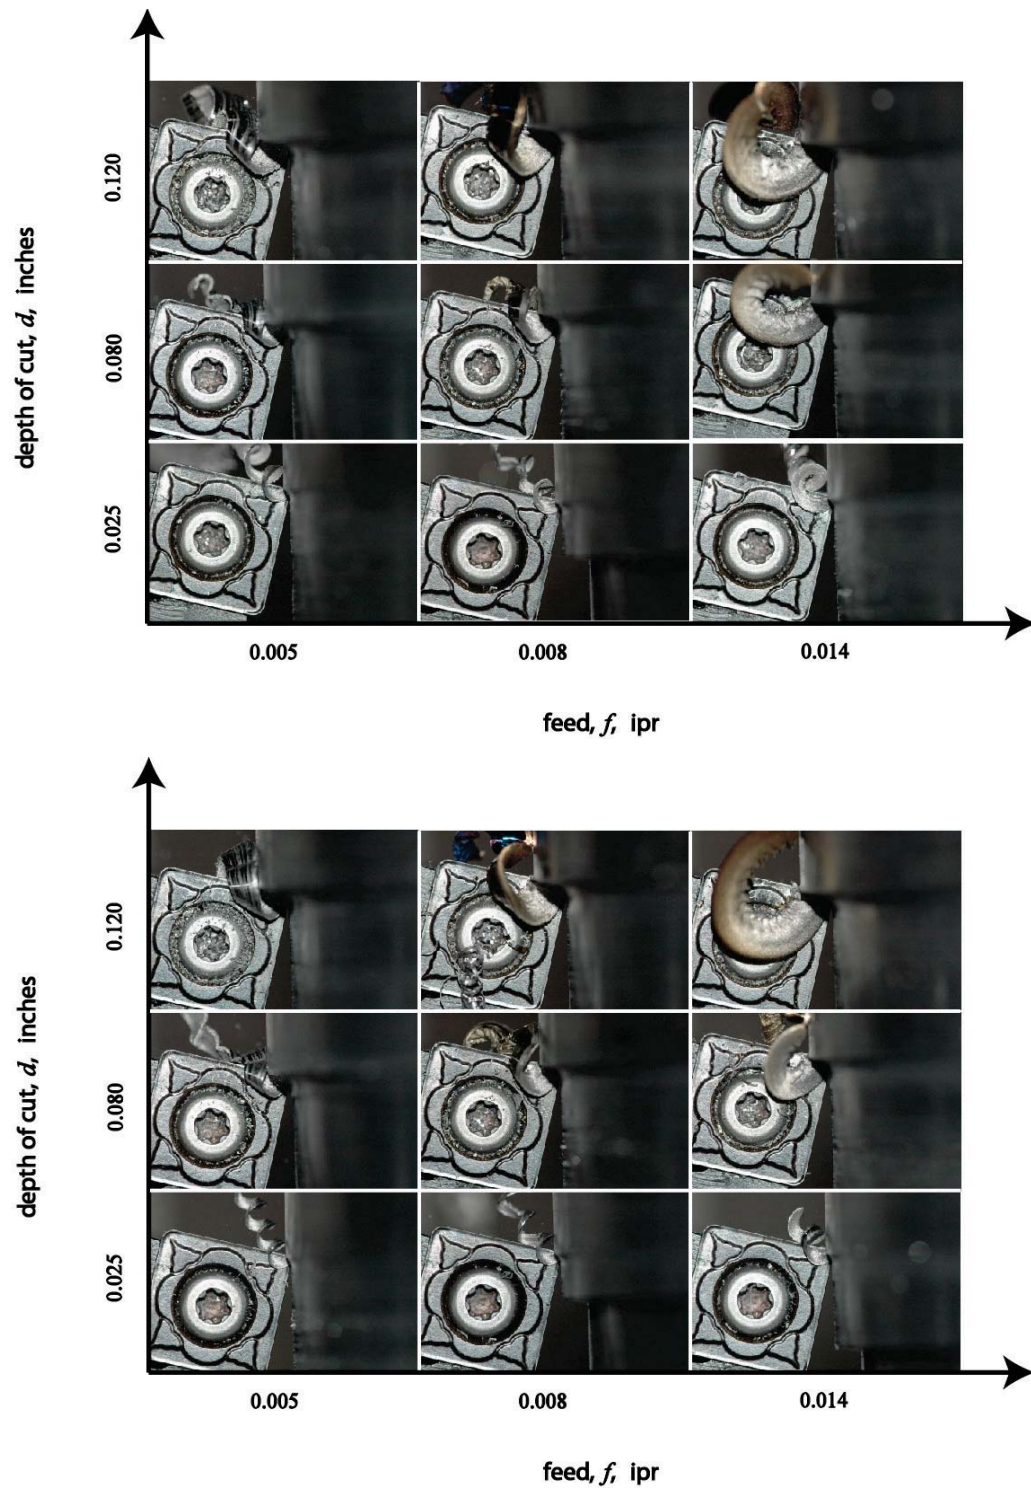 depth of cut, d, inches
0.120
0.080
0.025
0.005 0.008 0.014
feed, f, ipr
depth of cut, d, inches
0.120
0.080
0.025
0.005 0.008 0.014
feed, f, ipr